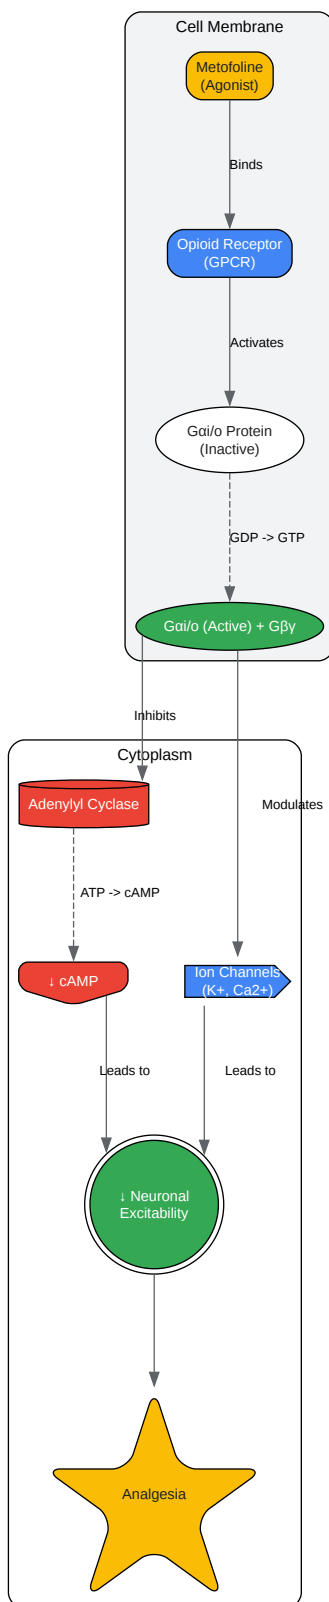 Cell Membrane
Metofoline
(Agonist)
Binds
Opioid Receptor
(GPCR)
Activates
Gαi/o Protein
(Inactive)
GDP -> GTP
Gαi/o (Active) + Gβγ
Inhibits
Cytoplasm
Adenylyl Cyclase
Modulates
ATP -> cAMP
↓ cAMP
Ion Channels
(K+, Ca2+)
Leads to
Leads to
↓ Neuronal
Excitability
Analgesia